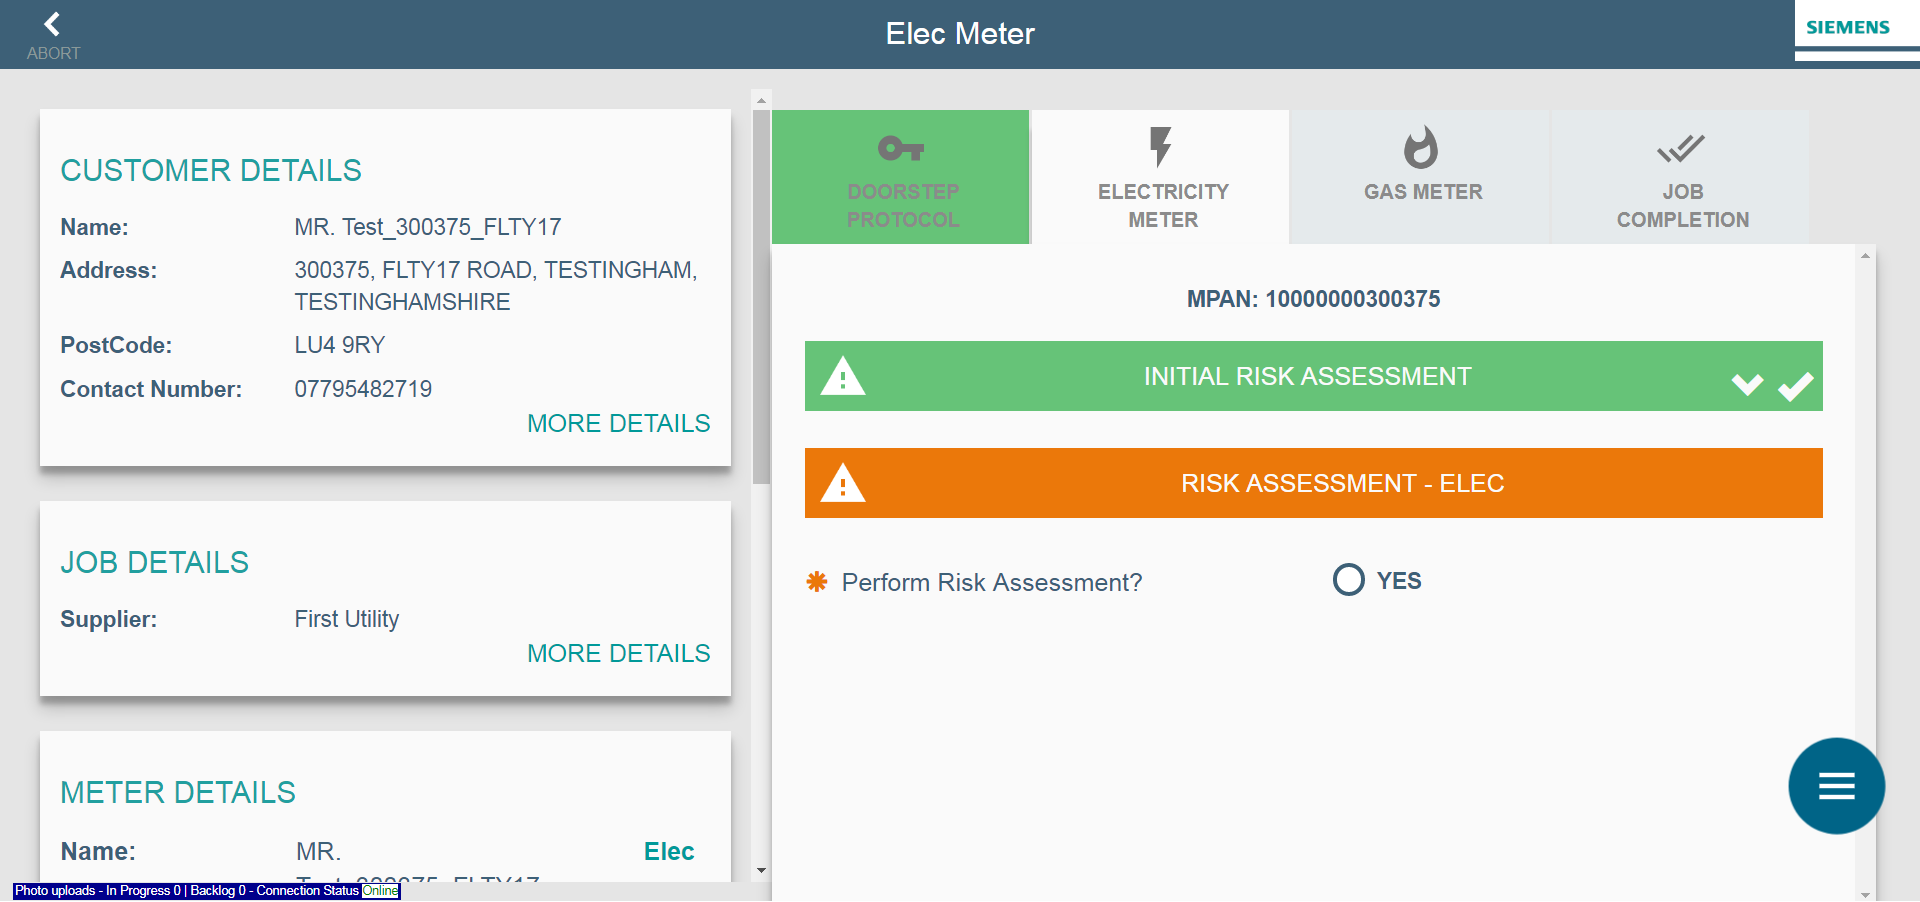 ABORT
Elec Meter
SIEMENS
CUSTOMER DETAILS
Name: MR. Test_300375_FLTY17
Address: 300375, FLTY17 ROAD, TESTINGHAM,
TESTINGHAMSHIRE
PostCode: LU4 9RY
Contact Number: 07795482719
MORE DETAILS
JOB DETAILS
Supplier: First Utility
MORE DETAILS
METER DETAILS
Name: MR. Elec
Test_300375_FLTY17
Photo uploads - In Progress 0 | Backlog 0 - Connection Status Online
DOORSTEP
PROTOCOL
ELECTRICITY
METER
GAS METER
JOB
COMPLETION
MPAN: 10000000300375
INITIAL RISK ASSESSMENT
RISK ASSESSMENT - ELEC
✱ Perform Risk Assessment? YES